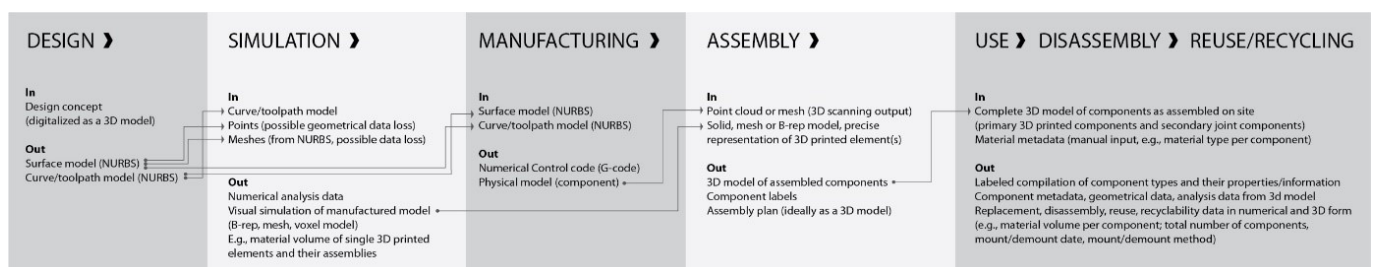 DESIGN ❯
In
Design concept
(digitalized as a 3D model)
Out
Surface model (NURBS)
Curve/toolpath model (NURBS)
SIMULATION ❯
In
Curve/toolpath model
Points (possible geometrical data loss)
Meshes (from NURBS, possible data loss)
Out
Numerical analysis data
Visual simulation of manufactured model
(B-rep, mesh, voxel model)
E.g., material volume of single 3D printed
elements and their assemblies
MANUFACTURING ❯
In
Surface model (NURBS)
Curve/toolpath model (NURBS)
Out
Numerical Control code (G-code)
Physical model (component)
ASSEMBLY ❯
In
Point cloud or mesh (3D scanning output)
Solid, mesh or B-rep model, precise
representation of 3D printed element(s)
Out
3D model of assembled components
Component labels
Assembly plan (ideally as a 3D model)
USE ❯ DISASSEMBLY ❯ REUSE/RECYCLING
In
Complete 3D model of components as assembled on site
(primary 3D printed components and secondary joint components)
Material metadata (manual input, e.g., material type per component)
Out
Labeled compilation of component types and their properties/information
Component metadata, geometrical data, analysis data from 3d model
Replacement, disassembly, reuse, recyclability data in numerical and 3D form
(e.g., material volume per component; total number of components,
mount/demount date, mount/demount method)